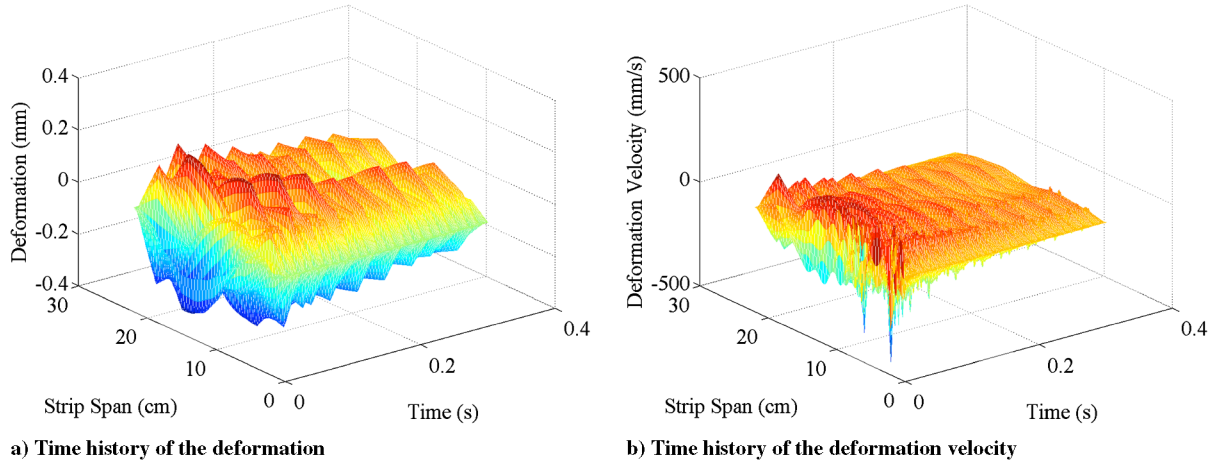 0.4
0.2
0
-0.2
-0.4
Deformation (mm)
30
20
10
0
Strip Span (cm)
0
0.2
0.4
Time (s)
a) Time history of the deformation
500
0
-500
Deformation Velocity (mm/s)
30
20
10
0
Strip Span (cm)
0
0.2
0.4
Time (s)
b) Time history of the deformation velocity